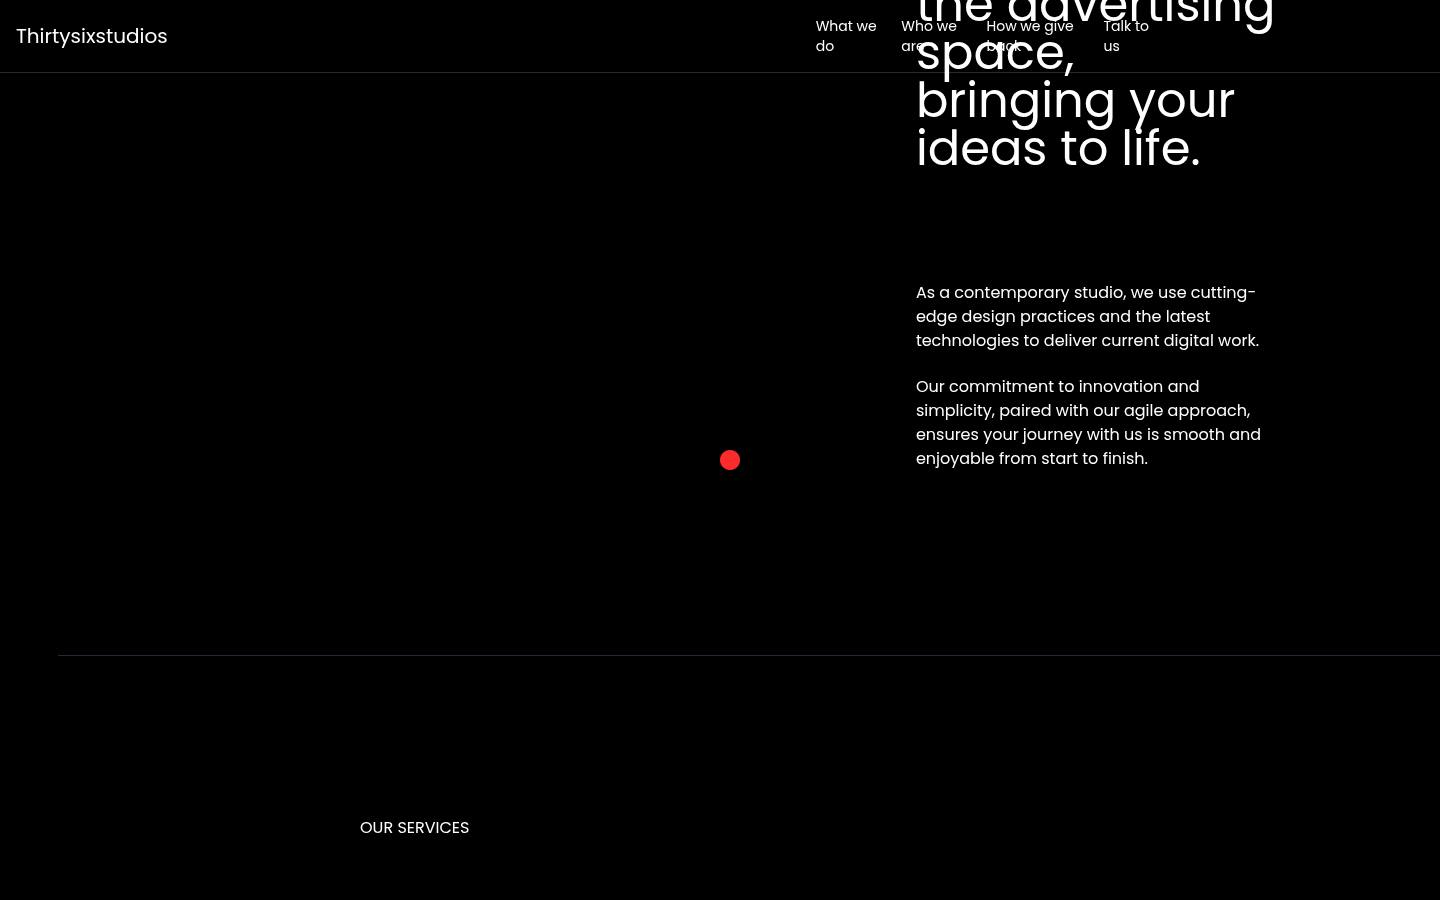 Thirtysixstudios
What we
do
Who we
are
How we give
back
Talk to
us
the advertising
space,
bringing your
ideas to life.
As a contemporary studio, we use cutting-
edge design practices and the latest
technologies to deliver current digital work.
Our commitment to innovation and
simplicity, paired with our agile approach,
ensures your journey with us is smooth and
enjoyable from start to finish.
OUR SERVICES